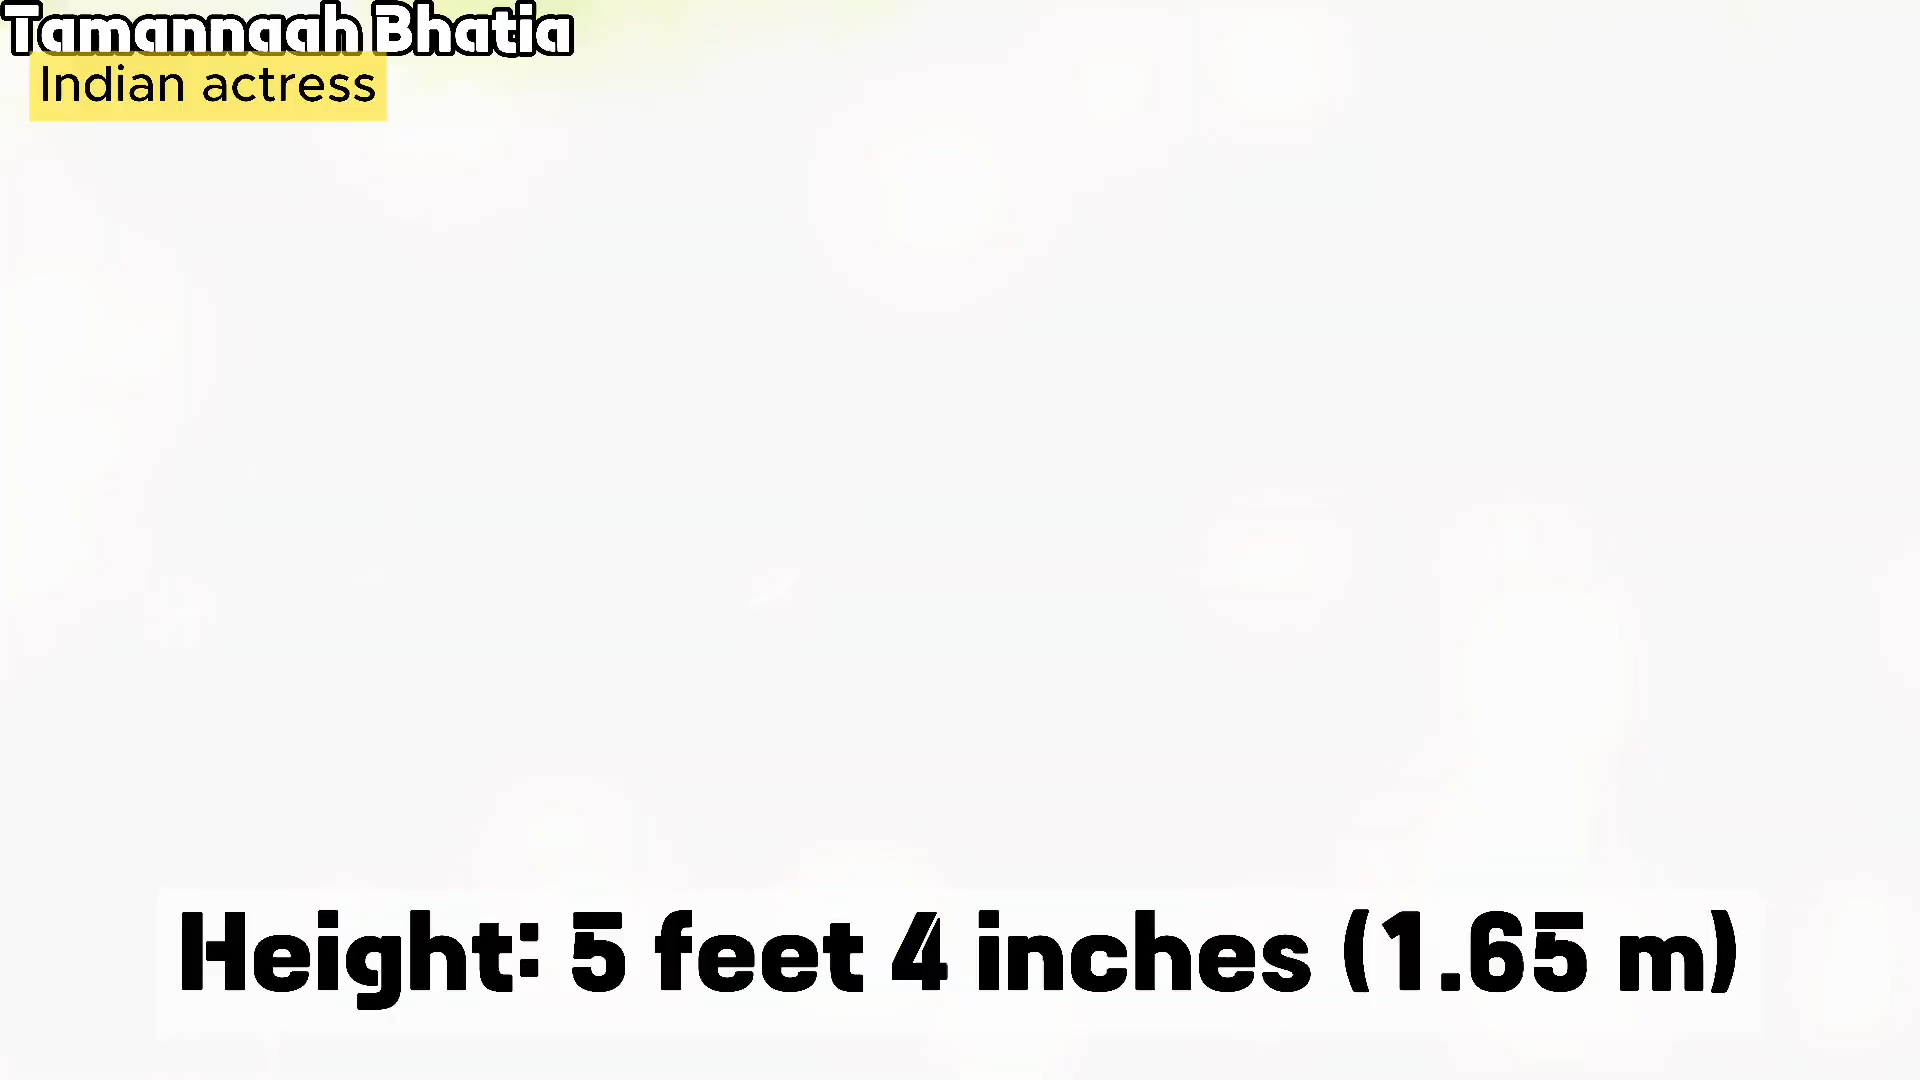 Tamannaah Bhatia
Indian actress
Height: 5 feet 4 inches (1.65 m)